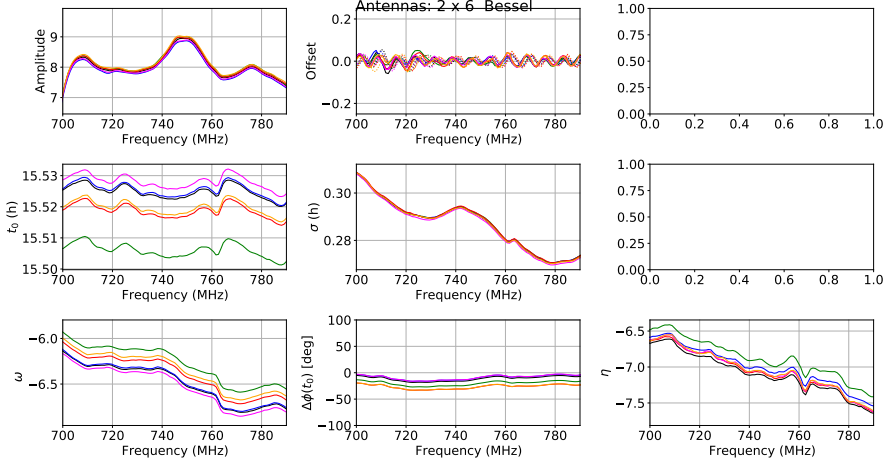 Antennas: 2 x 6 Bessel
9
8
7
Amplitude
700 720 740 760 780
Frequency (MHz)
0.2
0.0
−0.2
Offset
700 720 740 760 780
Frequency (MHz)
1.00
0.75
0.50
0.25
0.00
0.0 0.2 0.4 0.6 0.8 1.0
15.53
15.52
15.51
15.50
t₀ (h)
700 720 740 760 780
Frequency (MHz)
0.30
0.28
σ (h)
700 720 740 760 780
Frequency (MHz)
1.00
0.75
0.50
0.25
0.00
0.0 0.2 0.4 0.6 0.8 1.0
−6.0
−6.5
ω
700 720 740 760 780
Frequency (MHz)
100
50
0
−50
−100
Δϕ(t₀) [deg]
700 720 740 760 780
Frequency (MHz)
−6.5
−7.0
−7.5
η
700 720 740 760 780
Frequency (MHz)